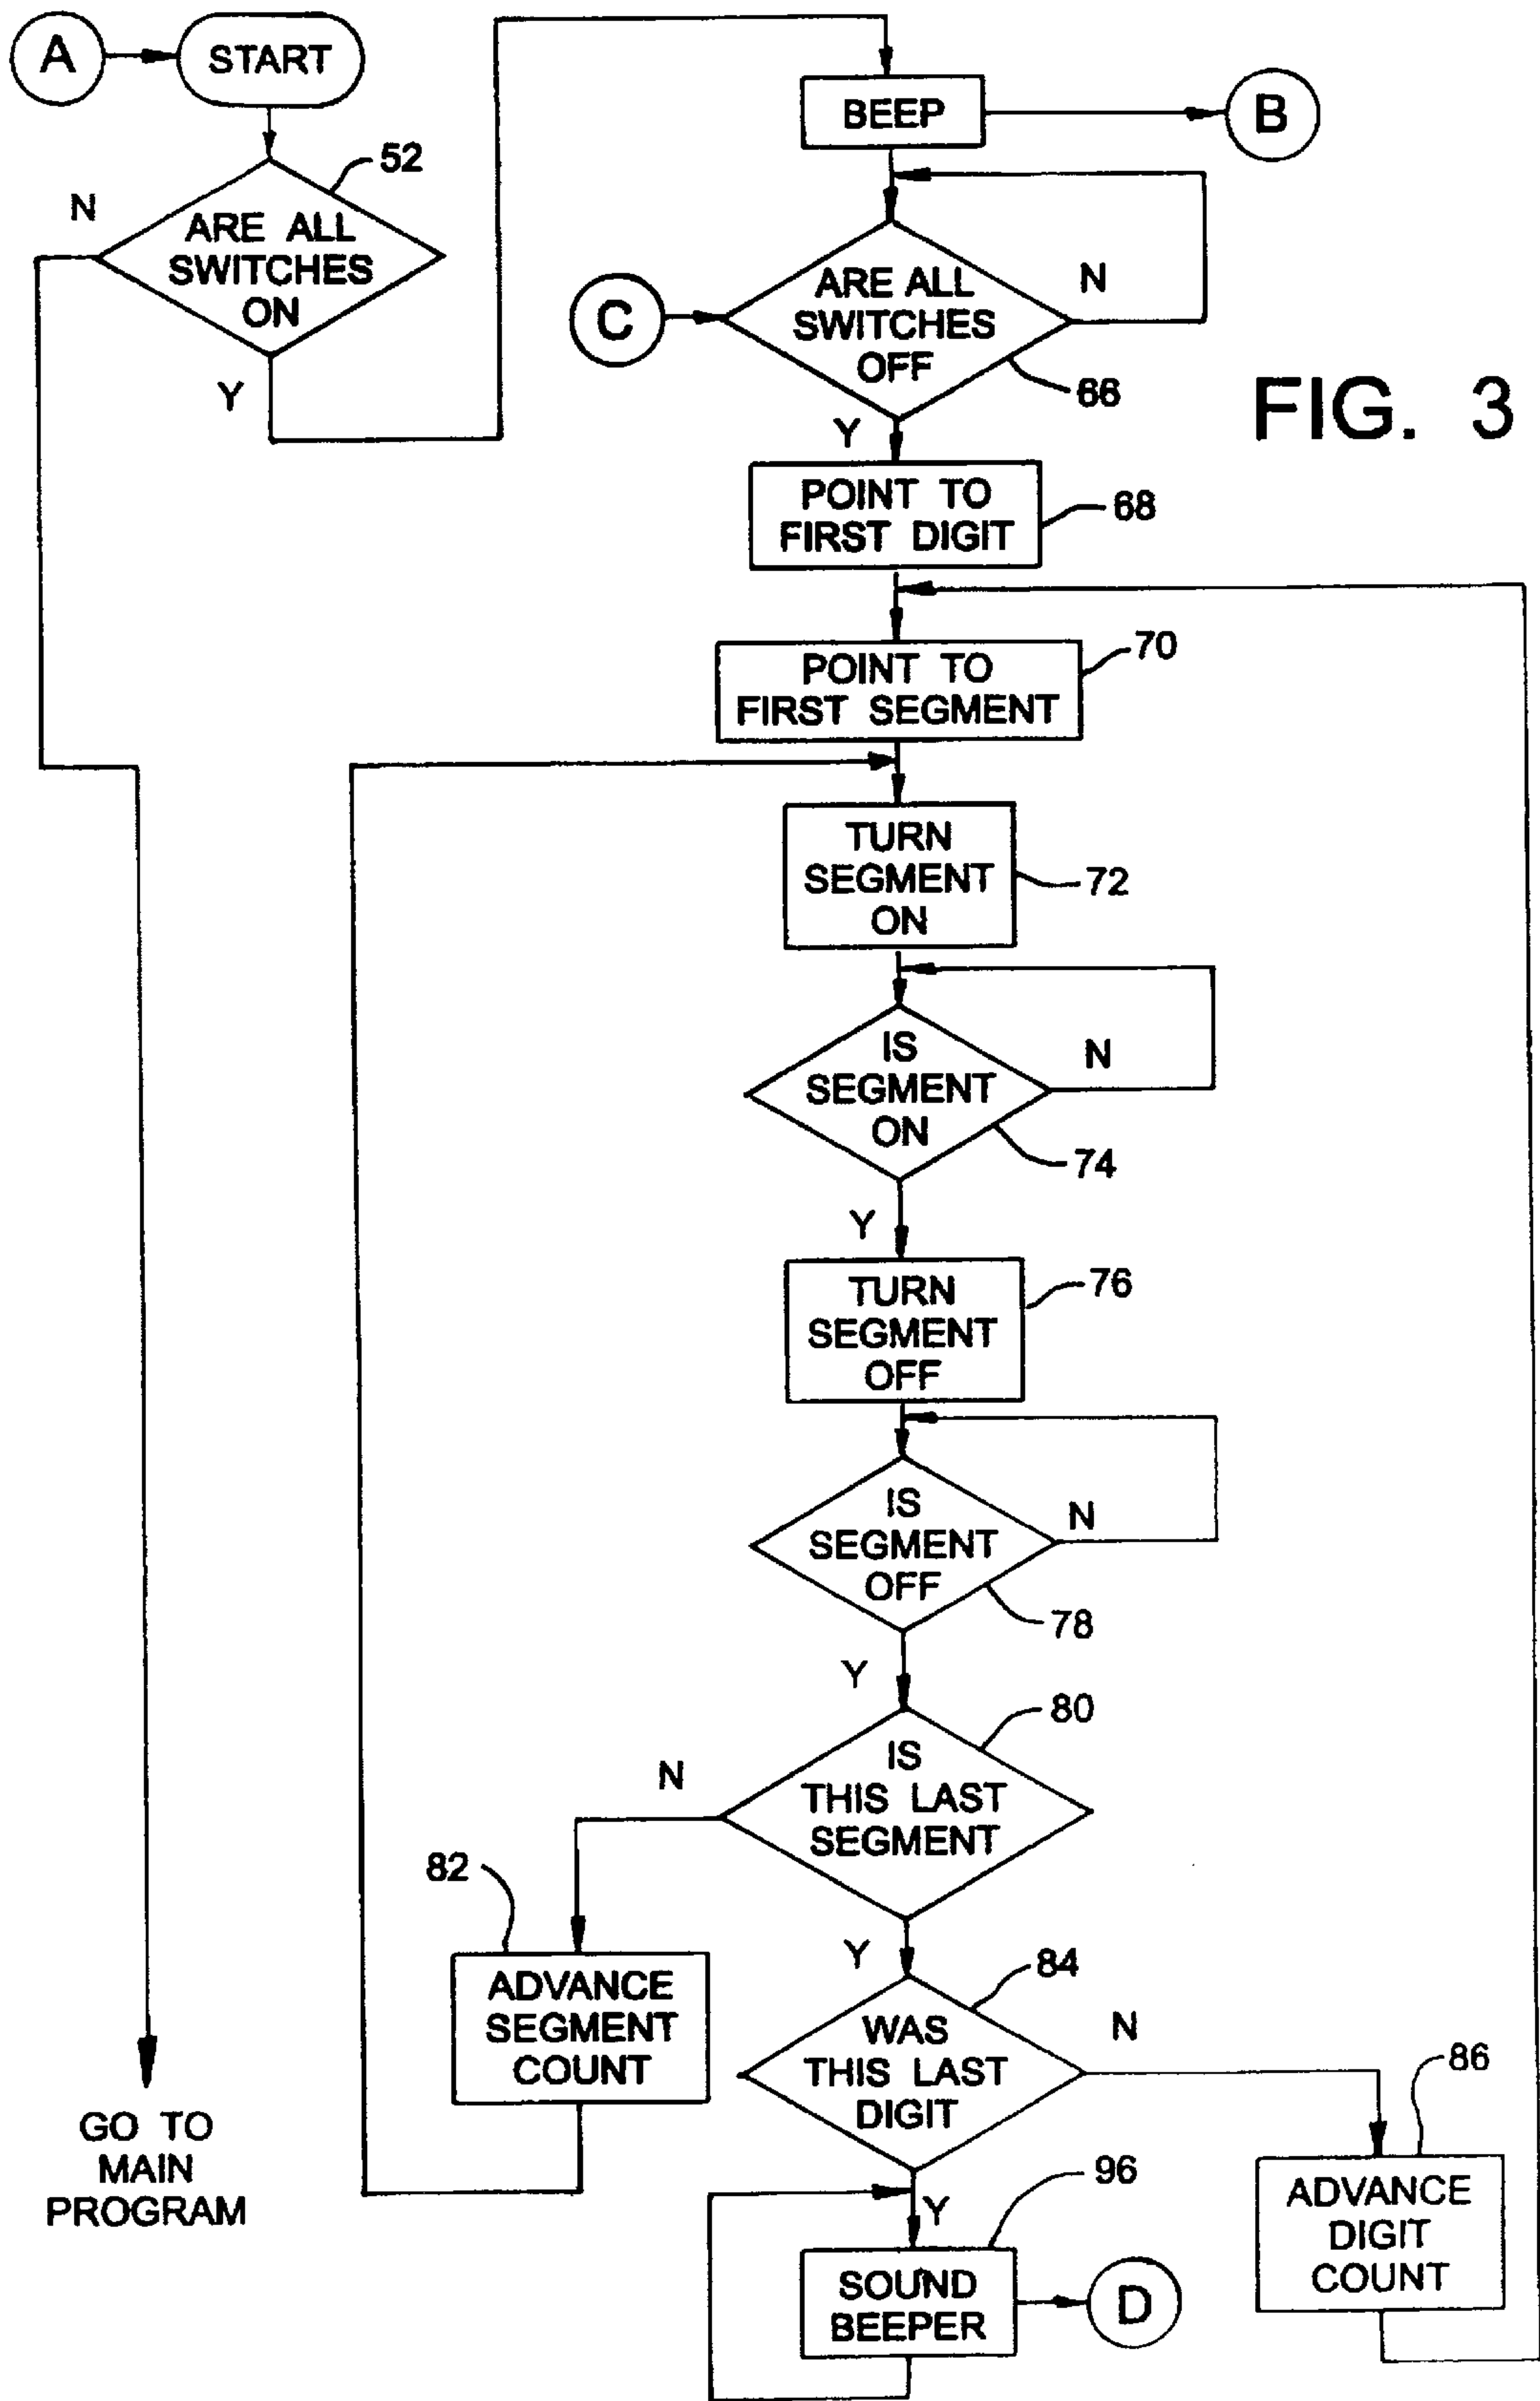 A
START
52
N
ARE ALL
SWITCHES
ON
Y
BEEP
B
C
ARE ALL
SWITCHES
OFF
N
66
FIG. 3
Y
POINT TO
FIRST DIGIT
68
POINT TO
FIRST SEGMENT
70
TURN
SEGMENT
ON
72
IS
SEGMENT
ON
N
74
Y
TURN
SEGMENT
OFF
76
IS
SEGMENT
OFF
N
78
Y
80
IS
THIS LAST
SEGMENT
N
82
ADVANCE
SEGMENT
COUNT
Y
84
WAS
THIS LAST
DIGIT
N
86
ADVANCE
DIGIT
COUNT
Y
96
SOUND
BEEPER
D
GO TO
MAIN
PROGRAM